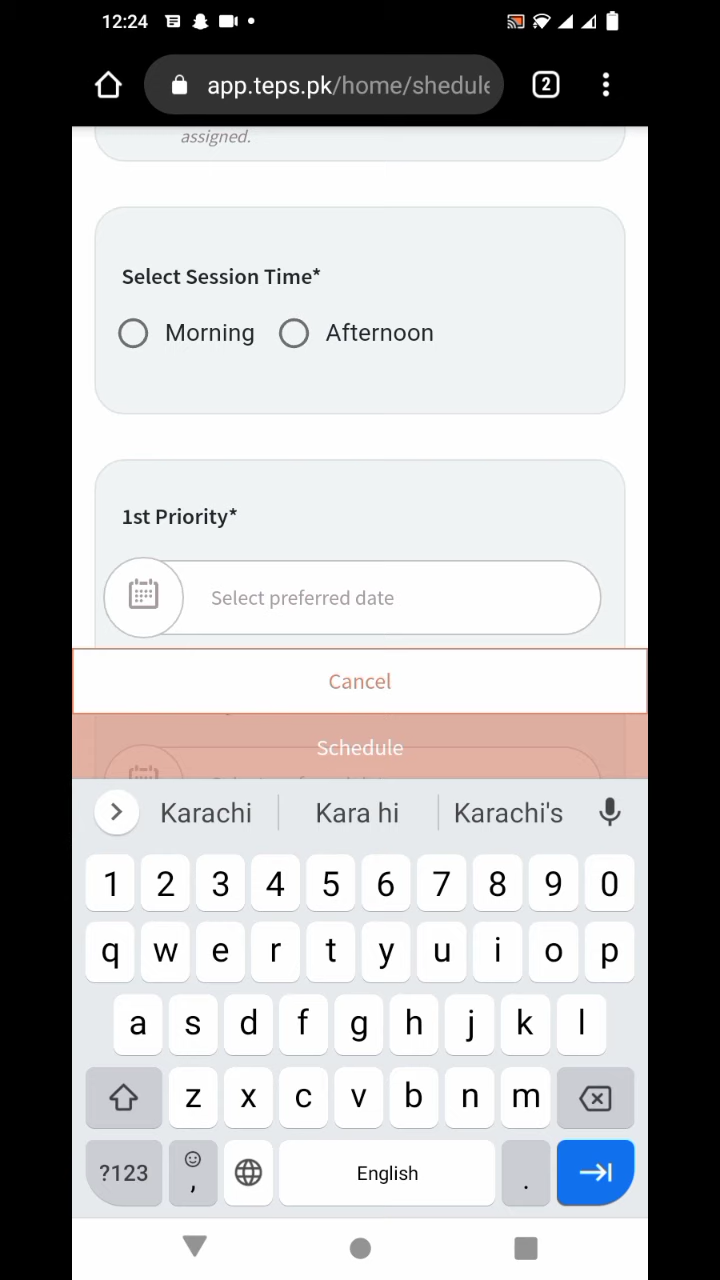 12:24
app.teps.pk/home/shedule
2
assigned.
Select Session Time*
Morning Afternoon
1st Priority*
Select preferred date
Cancel
Schedule
Karachi Kara hi Karachi's
1 2 3 4 5 6 7 8 9 0
q w e r t y u i o p
a s d f g h j k l
z x c v b n m
?123 , English .